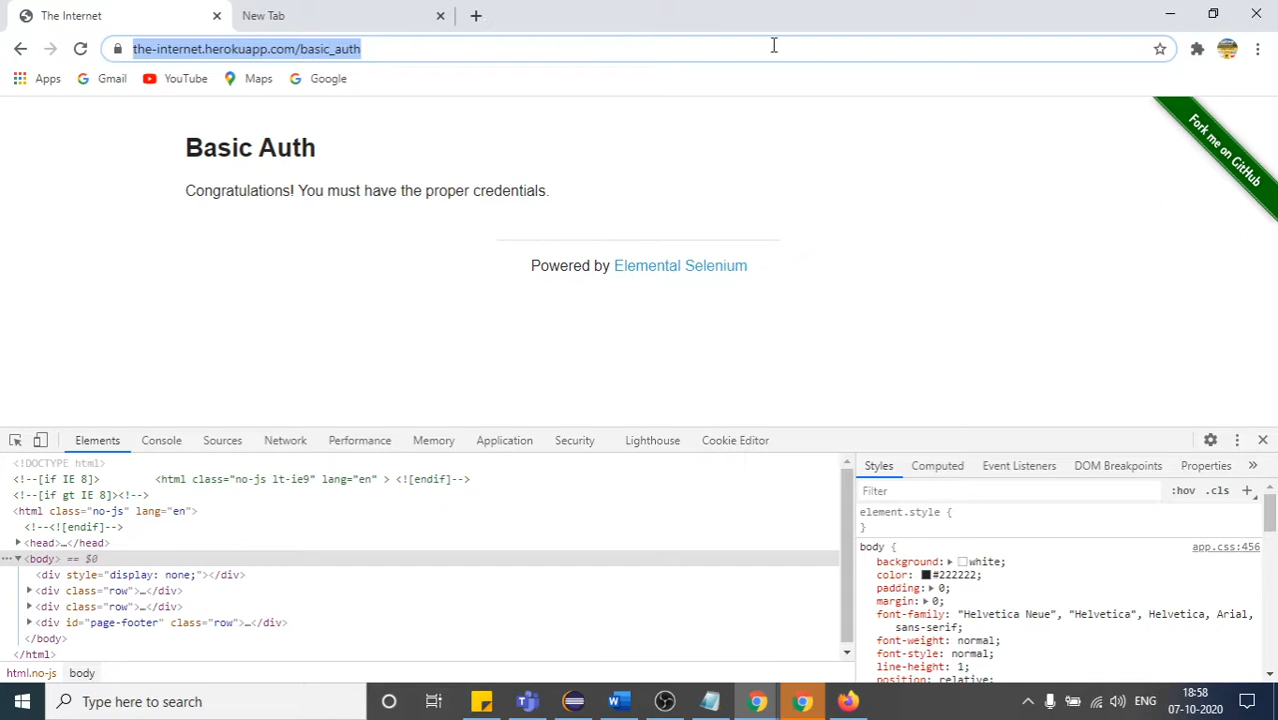 The Internet
New Tab
the-internet.herokuapp.com/basic_auth
Apps Gmail YouTube Maps Google
Fork me on GitHub
Basic Auth
Congratulations! You must have the proper credentials.
Powered by Elemental Selenium
Elements Console Sources Network Performance Memory Application Security Lighthouse Cookie Editor
<!DOCTYPE html>
<!--[if IE 8]> <html class="no-js lt-ie9" lang="en" > <![endif]-->
<!--[if gt IE 8]><!-->
<html class="no-js" lang="en">
<!--<![endif]-->
<head>…</head>
<body> == $0
<div style="display: none;"></div>
<div class="row">…</div>
<div class="row">…</div>
<div id="page-footer" class="row">…</div>
</body>
</html>
html.no-js body
Styles Computed Event Listeners DOM Breakpoints Properties
Filter :hov .cls
element.style {
}
body { app.css:456
background: white;
color: #222222;
padding: 0;
margin: 0;
font-family: "Helvetica Neue", "Helvetica", Helvetica, Arial,
sans-serif;
font-weight: normal;
font-style: normal;
line-height: 1;
position: relative;
Type here to search
ENG
18:58
07-10-2020